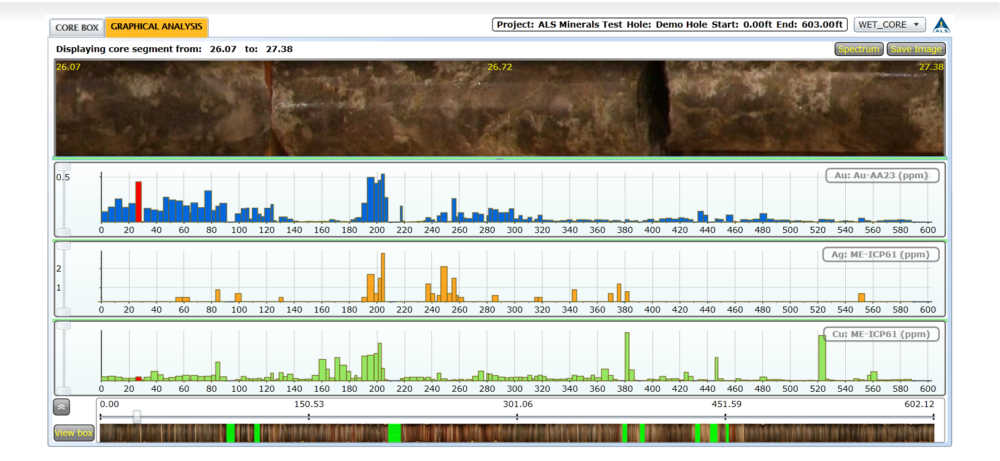 CORE BOX GRAPHICAL ANALYSIS Project: ALS Minerals Test Hole: Demo Hole Start: 0.00ft End: 603.00ft WET_CORE ALS
Displaying core segment from: 26.07 to: 27.38 Spectrum Save Image
26.07 26.72 27.38
Au: Au-AA23 (ppm)
0.5
0 20 40 60 80 100 120 140 160 180 200 220 240 260 280 300 320 340 360 380 400 420 440 460 480 500 520 540 560 580 600
Ag: ME-ICP61 (ppm)
2
1
0 20 40 60 80 100 120 140 160 180 200 220 240 260 280 300 320 340 360 380 400 420 440 460 480 500 520 540 560 580 600
Cu: ME-ICP61 (ppm)
0 20 40 60 80 100 120 140 160 180 200 220 240 260 280 300 320 340 360 380 400 420 440 460 480 500 520 540 560 580 600
0.00 150.53 301.06 451.59 602.12
View box